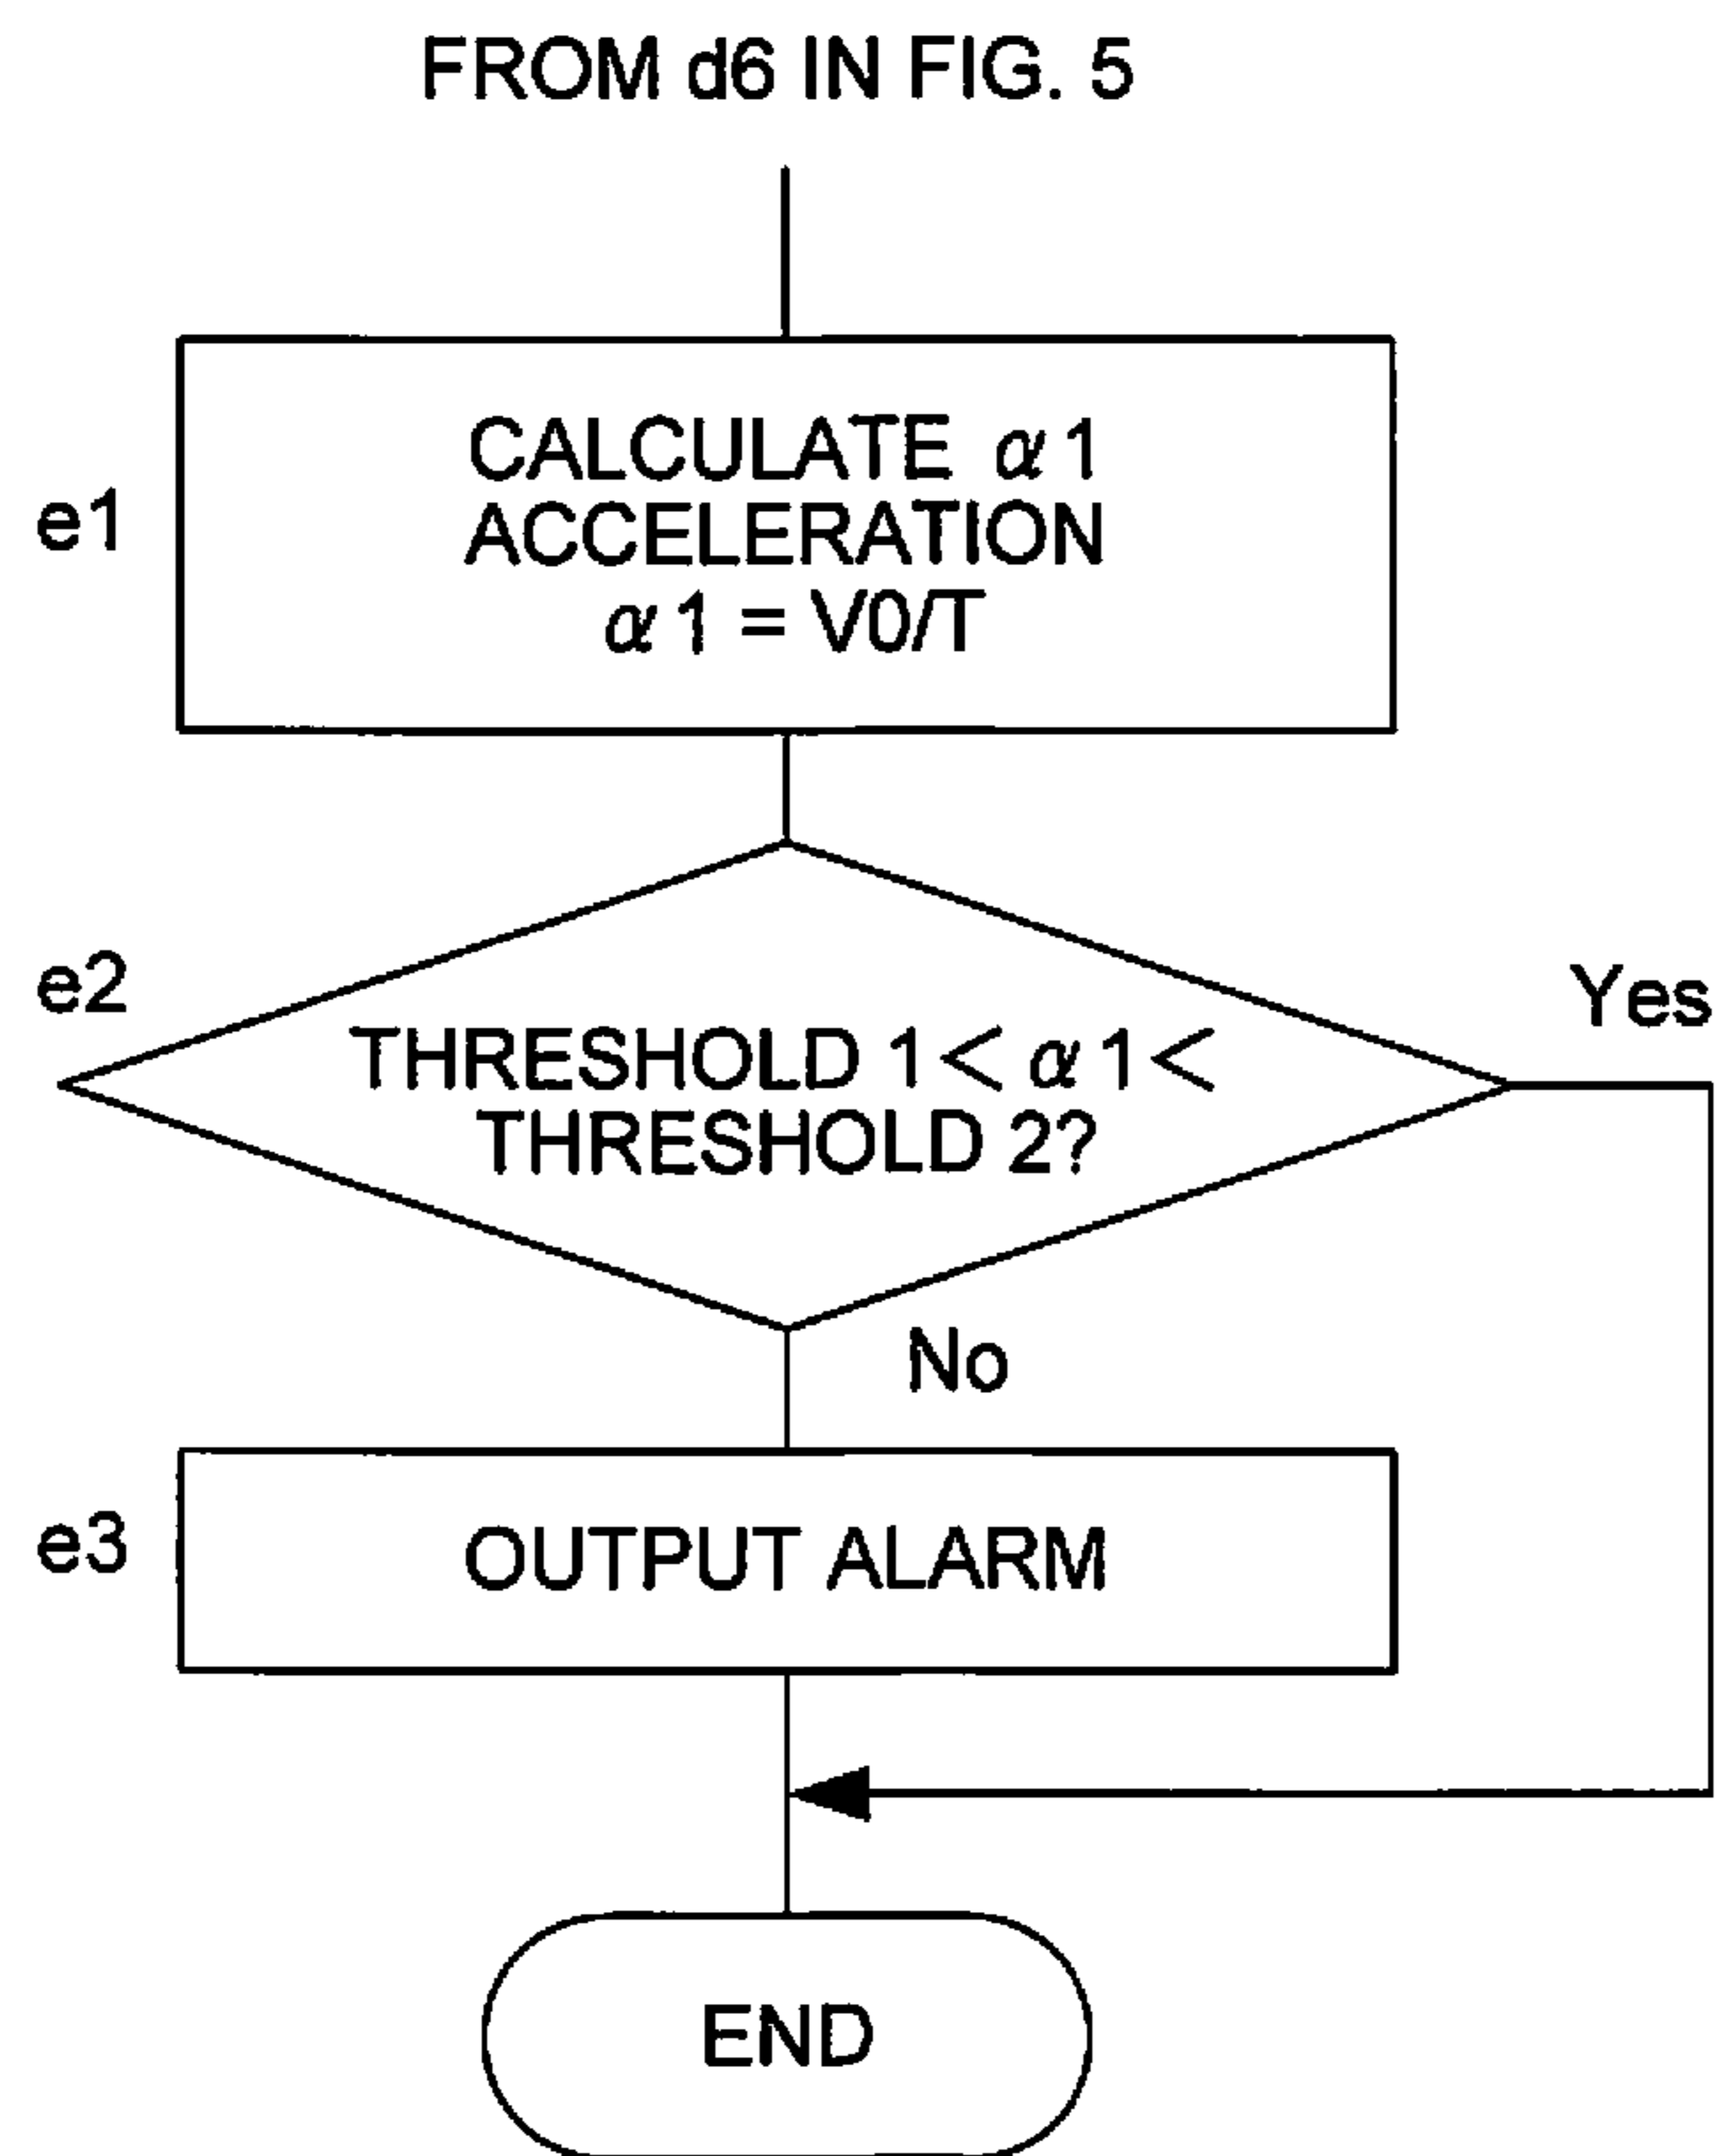 FROM d6 IN FIG. 5
e1
CALCULATE α1
ACCELERATION
α1 = V0/T
e2
THRESHOLD 1<α1<
THRESHOLD 2?
Yes
No
e3
OUTPUT ALARM
END